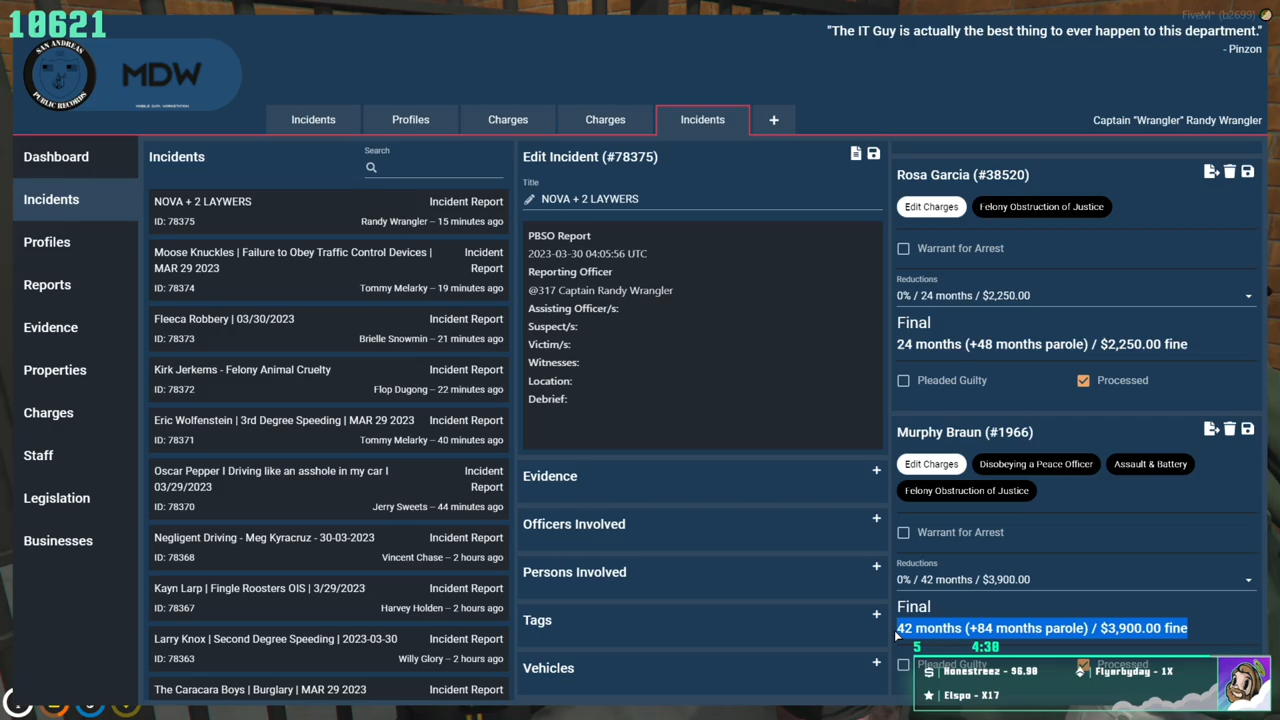 10621
FiveM* (b2699)
"The IT Guy is actually the best thing to ever happen to this department."
- Pinzon
SAN ANDREAS
PUBLIC RECORDS
MDW
MOBILE DATA WORKSTATION
Incidents
Profiles
Charges
Charges
Incidents
+
Captain "Wrangler" Randy Wrangler
Dashboard
Incidents
Profiles
Reports
Evidence
Properties
Charges
Staff
Legislation
Businesses
Incidents
Search
NOVA + 2 LAYWERS Incident Report
ID: 78375 Randy Wrangler – 15 minutes ago
Moose Knuckles | Failure to Obey Traffic Control Devices | Incident
MAR 29 2023 Report
ID: 78374 Tommy Melarky – 19 minutes ago
Fleeca Robbery | 03/30/2023 Incident Report
ID: 78373 Brielle Snowmin – 21 minutes ago
Kirk Jerkems - Felony Animal Cruelty Incident Report
ID: 78372 Flop Dugong – 22 minutes ago
Eric Wolfenstein | 3rd Degree Speeding | MAR 29 2023 Incident Report
ID: 78371 Tommy Melarky – 40 minutes ago
Oscar Pepper I Driving like an asshole in my car I Incident
03/29/2023 Report
ID: 78370 Jerry Sweets – 44 minutes ago
Negligent Driving - Meg Kyracruz - 30-03-2023 Incident Report
ID: 78368 Vincent Chase – 2 hours ago
Kayn Larp | Fingle Roosters OIS | 3/29/2023 Incident Report
ID: 78367 Harvey Holden – 2 hours ago
Larry Knox | Second Degree Speeding | 2023-03-30 Incident Report
ID: 78363 Willy Glory – 2 hours ago
The Caracara Boys | Burglary | MAR 29 2023 Incident Report
Edit Incident (#78375)
Title
NOVA + 2 LAYWERS
PBSO Report
2023-03-30 04:05:56 UTC
Reporting Officer
@317 Captain Randy Wrangler
Assisting Officer/s:
Suspect/s:
Victim/s:
Witnesses:
Location:
Debrief:
Evidence +
Officers Involved +
Persons Involved +
Tags +
Vehicles +
Rosa Garcia (#38520)
Edit Charges Felony Obstruction of Justice
Warrant for Arrest
Reductions
0% / 24 months / $2,250.00
Final
24 months (+48 months parole) / $2,250.00 fine
Pleaded Guilty Processed
Murphy Braun (#1966)
Edit Charges Disobeying a Peace Officer Assault & Battery
Felony Obstruction of Justice
Warrant for Arrest
Reductions
0% / 42 months / $3,900.00
Final
42 months (+84 months parole) / $3,900.00 fine
Pleaded Guilty Processed
5 4:30
Honestreez - $6.00 Flyerbyday - 1X
Elspo - X17